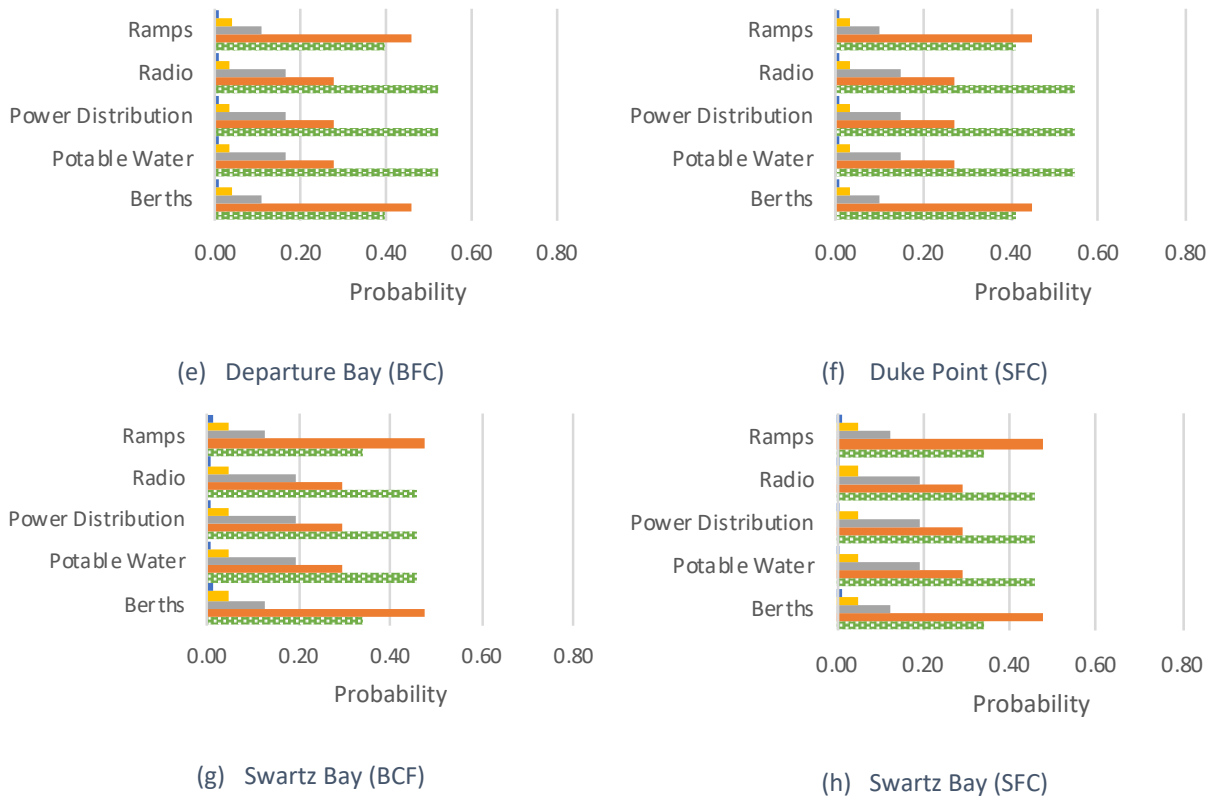 Ramps
Radio
Power Distribution
Potable Water
Berths
0.00 0.20 0.40 0.60 0.80
Probability
(e) Departure Bay (BFC)
Ramps
Radio
Power Distribution
Potable Water
Berths
0.00 0.20 0.40 0.60 0.80
Probability
(f) Duke Point (SFC)
Ramps
Radio
Power Distribution
Potable Water
Berths
0.00 0.20 0.40 0.60 0.80
Probability
(g) Swartz Bay (BCF)
Ramps
Radio
Power Distribution
Potable Water
Berths
0.00 0.20 0.40 0.60 0.80
Probability
(h) Swartz Bay (SFC)